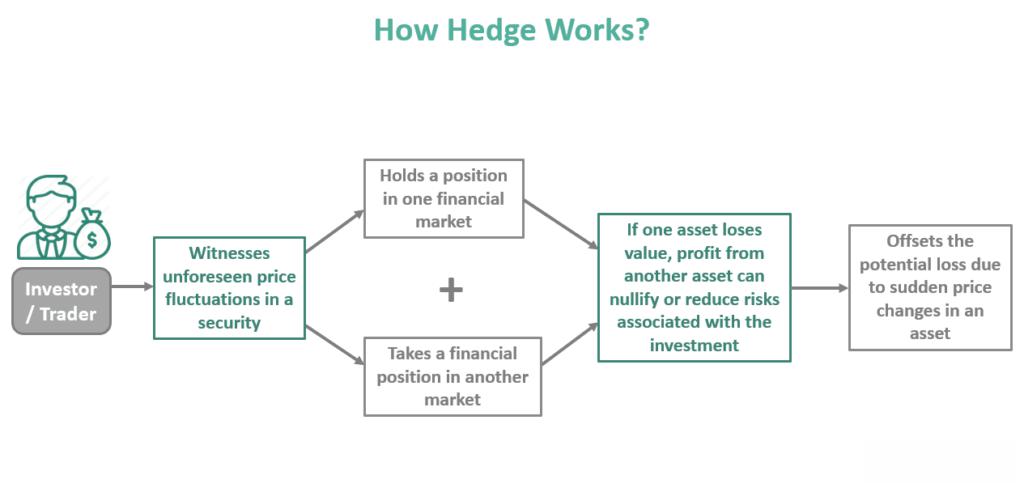 How Hedge Works?
$
Investor
/ Trader
Witnesses
unforeseen price
fluctuations in a
security
Holds a position
in one financial
market
+
Takes a financial
position in another
market
If one asset loses
value, profit from
another asset can
nullify or reduce risks
associated with the
investment
Offsets the
potential loss due
to sudden price
changes in an
asset